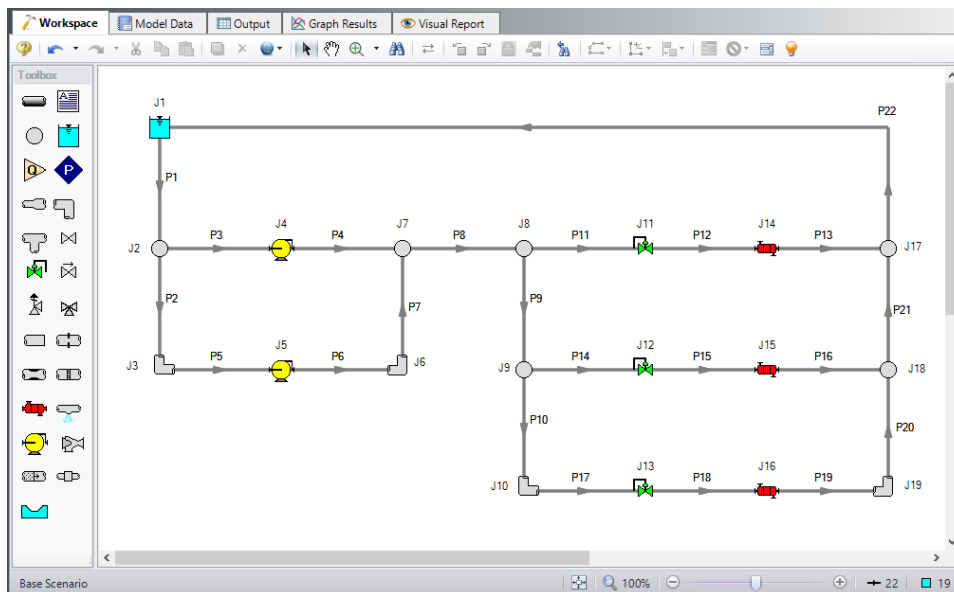 Workspace Model Data Output Graph Results Visual Report
Toolbox
A
Q P
J1
P22
P1
J2 P3 J4 P4 J7 P8 J8 P11 J11 P12 J14 P13 J17
P2 P7 P9 P21
J3 P5 J5 P6 J6 J9 P14 J12 P15 J15 P16 J18
P10 P20
J10 P17 J13 P18 J16 P19 J19
Base Scenario 100% 22 19